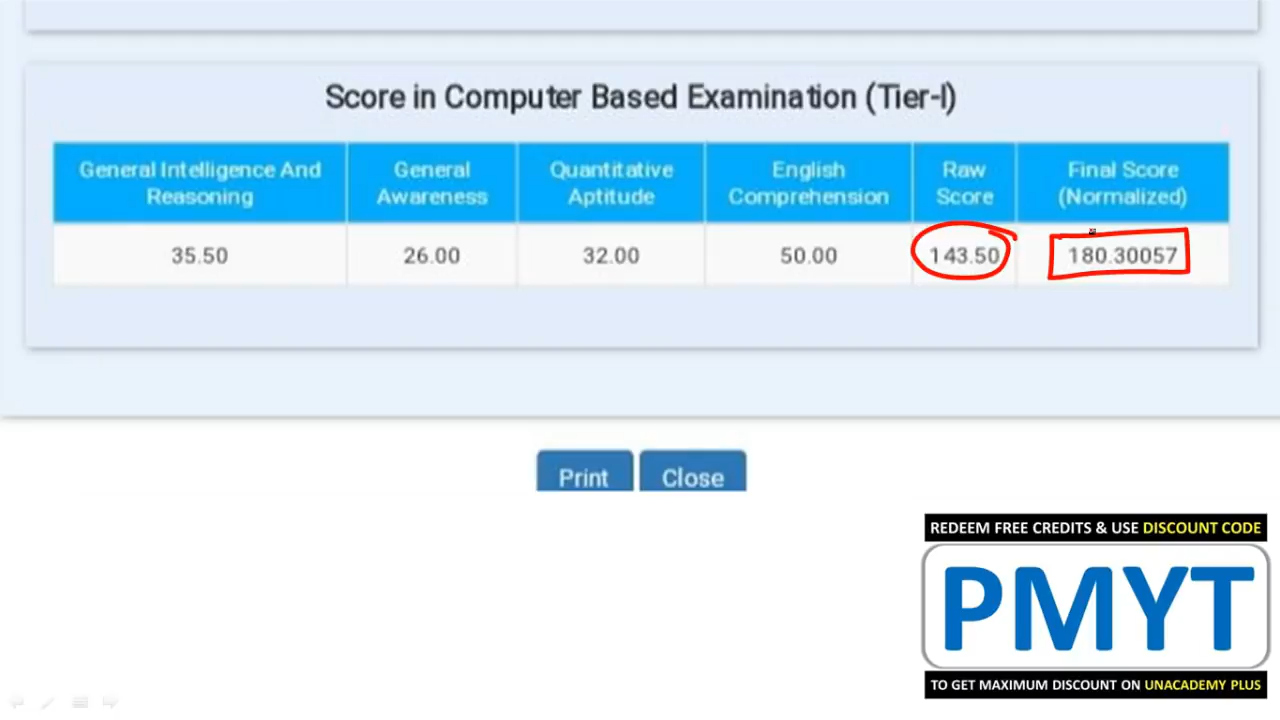 Score in Computer Based Examination (Tier-I)
General Intelligence And
Reasoning
General
Awareness
Quantitative
Aptitude
English
Comprehension
Raw
Score
Final Score
(Normalized)
35.50
26.00
32.00
50.00
143.50
180.30057
Print
Close
REDEEM FREE CREDITS & USE DISCOUNT CODE
PMYT
TO GET MAXIMUM DISCOUNT ON UNACADEMY PLUS